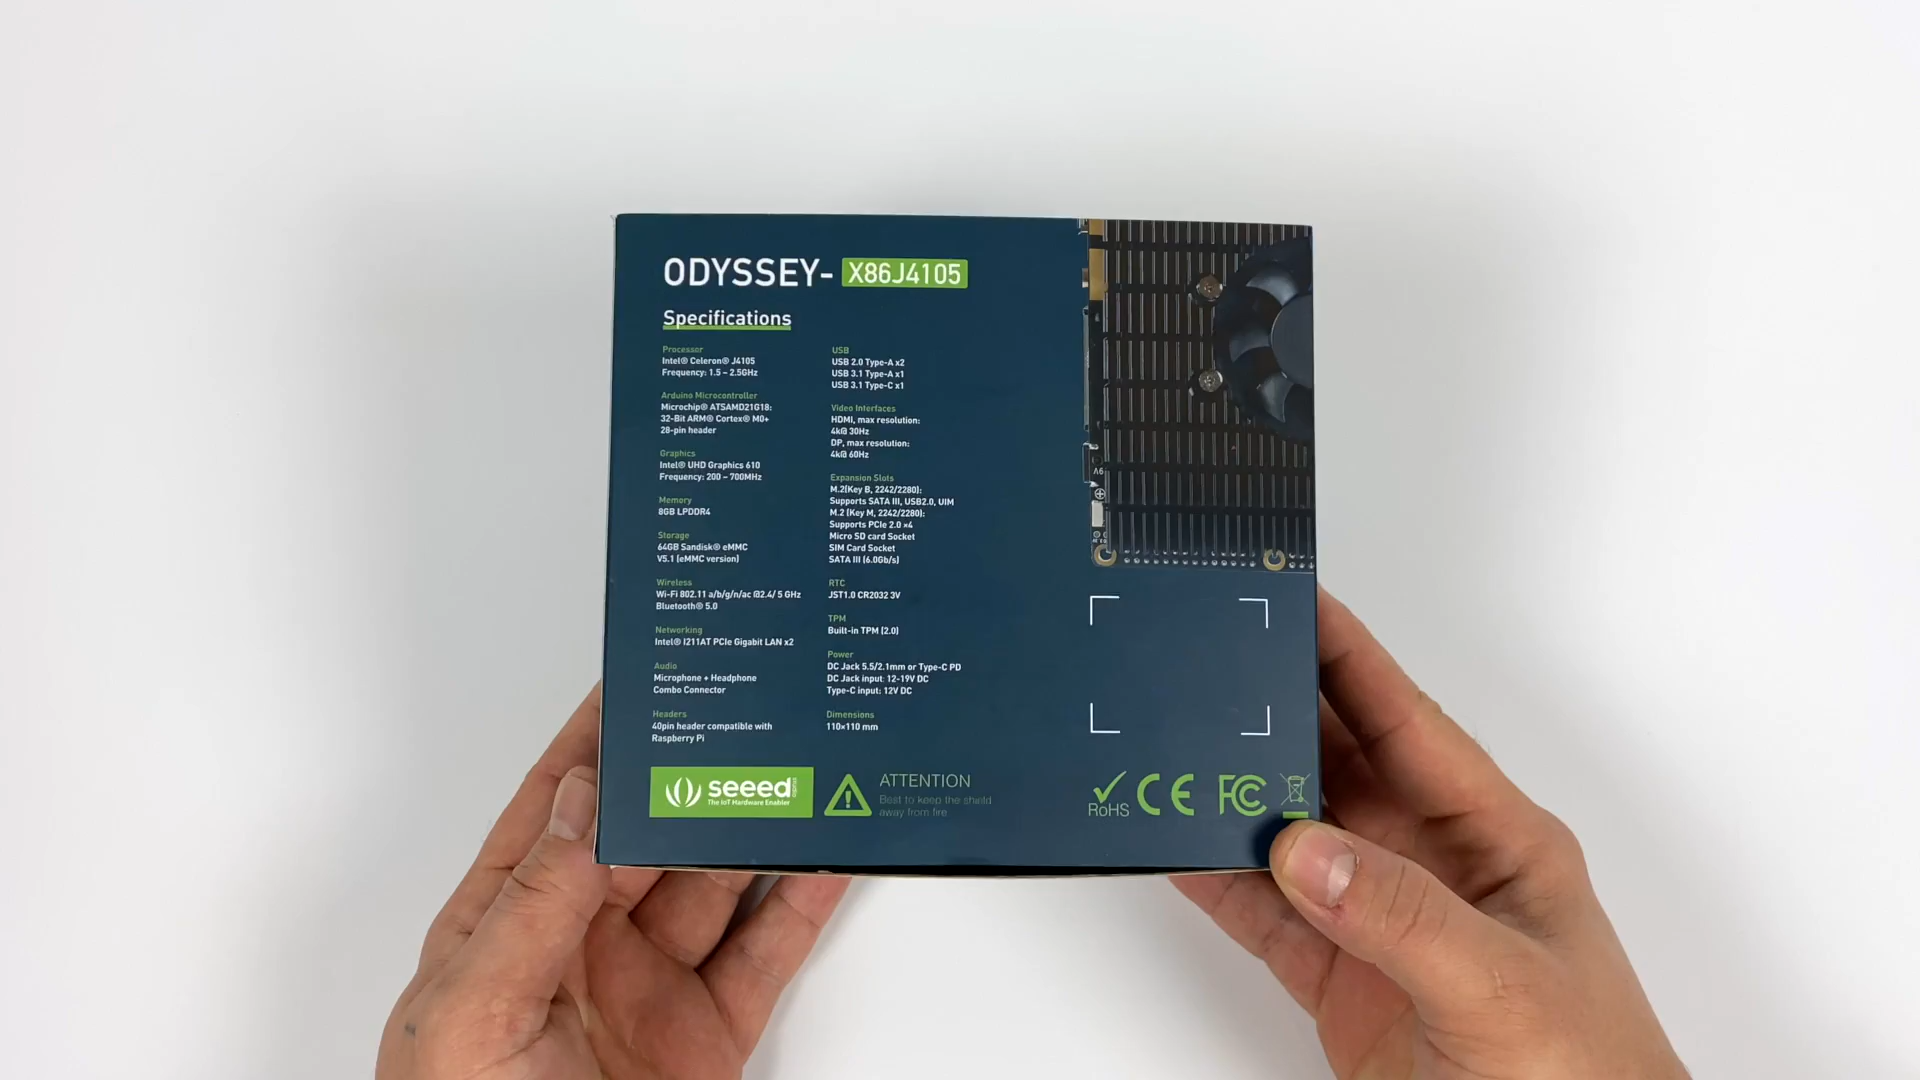 ODYSSEY- X86J4105
Specifications
Processor
Intel® Celeron® J4105
Frequency: 1.5 – 2.5GHz
Arduino Microcontroller
Microchip® ATSAMD21G18:
32-Bit ARM® Cortex® M0+
28-pin header
Graphics
Intel® UHD Graphics 610
Frequency: 200 – 700MHz
Memory
8GB LPDDR4
Storage
64GB Sandisk® eMMC
V5.1 (eMMC version)
Wireless
Wi-Fi 802.11 a/b/g/n/ac @2.4/ 5 GHz
Bluetooth® 5.0
Networking
Intel® I211AT PCIe Gigabit LAN x2
Audio
Microphone + Headphone
Combo Connector
Headers
40pin header compatible with
Raspberry Pi
USB
USB 2.0 Type-A x2
USB 3.1 Type-A x1
USB 3.1 Type-C x1
Video Interfaces
HDMI, max resolution:
4k@ 30Hz
DP, max resolution:
4k@ 60Hz
Expansion Slots
M.2(Key B, 2242/2280):
Supports SATA III, USB2.0, UIM
M.2 (Key M, 2242/2280):
Supports PCIe 2.0 ×4
Micro SD card Socket
SIM Card Socket
SATA III (6.0Gb/s)
RTC
JST1.0 CR2032 3V
TPM
Built-in TPM (2.0)
Power
DC Jack 5.5/2.1mm or Type-C PD
DC Jack input: 12-19V DC
Type-C input: 12V DC
Dimensions
110×110 mm
seeed studio
The IoT Hardware Enabler
ATTENTION
Best to keep the shield
away from fire
RoHS CE FC